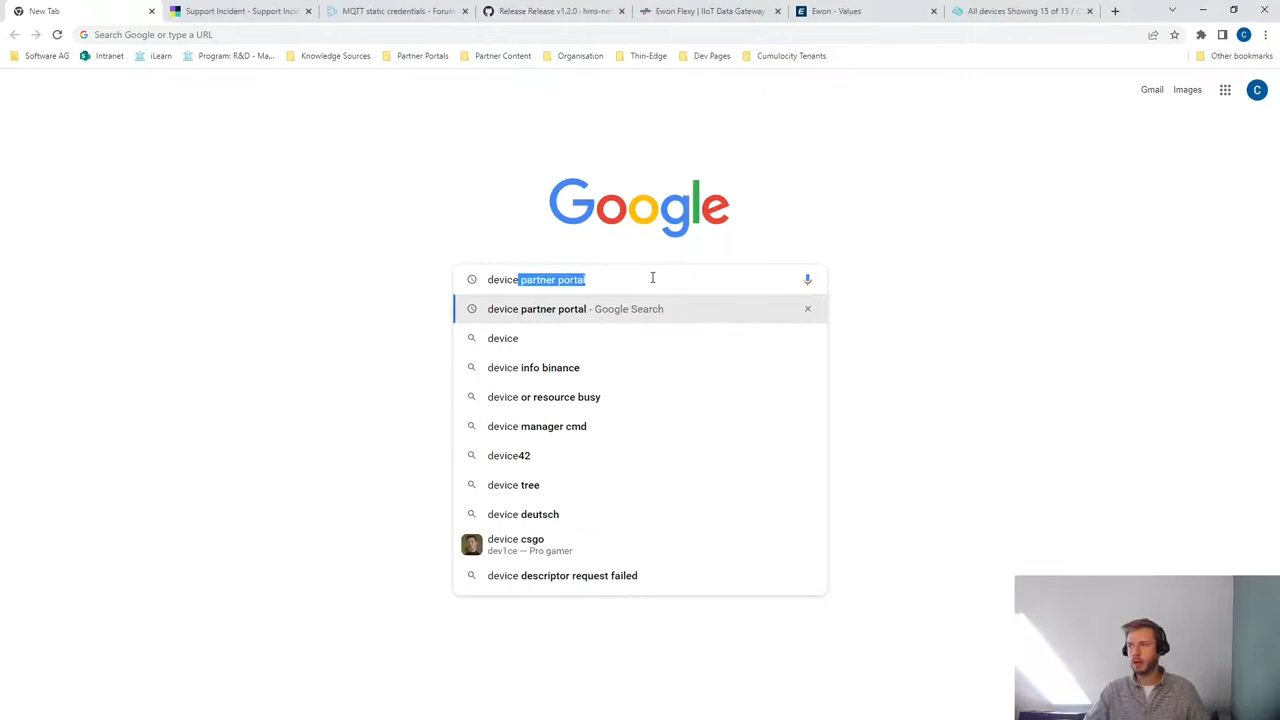 New Tab
Support Incident - Support Inci
MQTT static credentials - Forum
Release Release v1.2.0 · hms-net
Ewon Flexy | IIoT Data Gateway
Ewon. - Values
All devices Showing 15 of 15 / C
Search Google or type a URL
C
Software AG
Intranet
iLearn
Program: R&D - Ma...
Knowledge Sources
Partner Portals
Partner Content
Organisation
Thin-Edge
Dev Pages
Cumulocity Tenants
Other bookmarks
Gmail
Images
C
Google
device partner portal
device partner portal - Google Search
device
device info binance
device or resource busy
device manager cmd
device42
device tree
device deutsch
device csgo
dev1ce — Pro gamer
device descriptor request failed